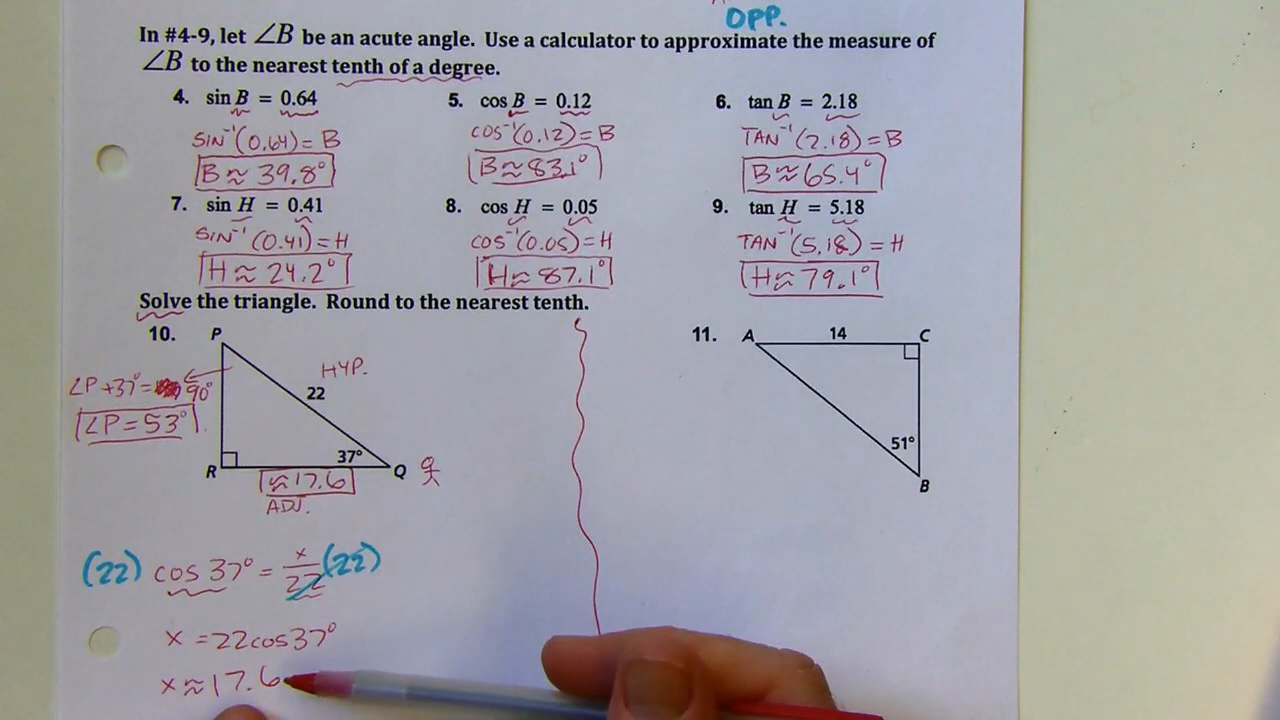 OPP.
In #4-9, let ∠B be an acute angle. Use a calculator to approximate the measure of
∠B to the nearest tenth of a degree.
4. sin B = 0.64 5. cos B = 0.12 6. tan B = 2.18
SIN⁻¹(0.64) = B COS⁻¹(0.12) = B TAN⁻¹(2.18) = B
B ≈ 39.8° B ≈ 83.1° B ≈ 65.4°
7. sin H = 0.41 8. cos H = 0.05 9. tan H = 5.18
SIN⁻¹(0.41) = H COS⁻¹(0.05) = H TAN⁻¹(5.18) = H
H ≈ 24.2° H ≈ 87.1° H ≈ 79.1°
Solve the triangle. Round to the nearest tenth.
10. P 11. A 14 C
HYP.
∠P + 37° = 90°
22
∠P = 53°
37° 51°
R Q
≈ 17.6 B
ADJ.
(22) cos 37° = x/22 (22)
x = 22cos37°
x ≈ 17.6